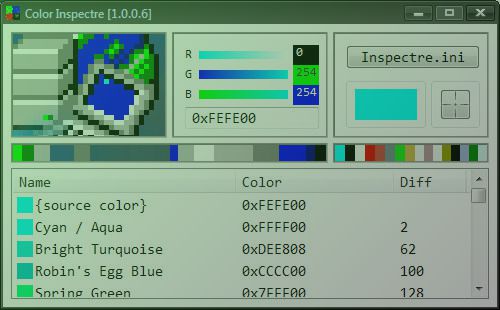 Color Inspectre [1.0.0.6]
R 0
G 254
B 254
0xFEFE00
Inspectre.ini
Name Color Diff
{source color} 0xFEFE00
Cyan / Aqua 0xFFFF00 2
Bright Turquoise 0xDEE808 62
Robin's Egg Blue 0xCCCC00 100
Spring Green 0x7FFF00 128